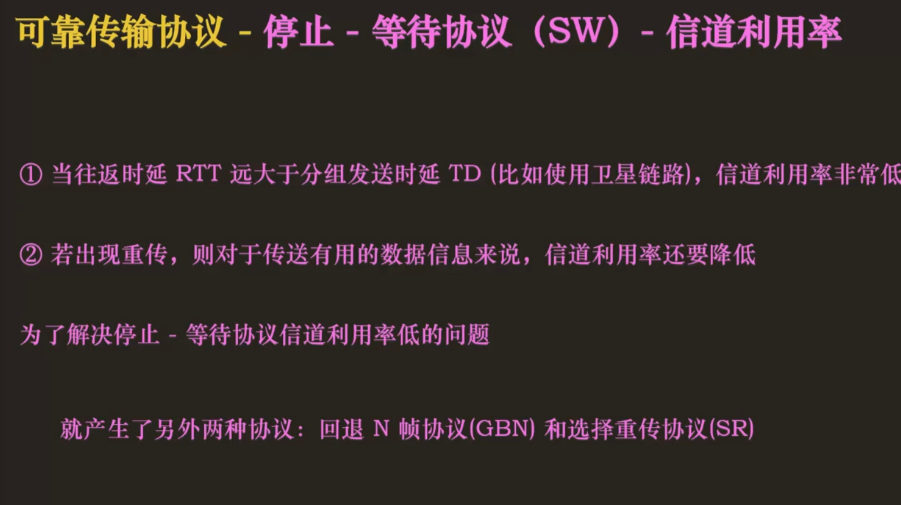 可靠传输协议 - 停止 - 等待协议（SW）- 信道利用率
① 当往返时延 RTT 远大于分组发送时延 TD (比如使用卫星链路)，信道利用率非常低
② 若出现重传，则对于传送有用的数据信息来说，信道利用率还要降低
为了解决停止 - 等待协议信道利用率低的问题
就产生了另外两种协议：回退 N 帧协议(GBN) 和选择重传协议(SR)